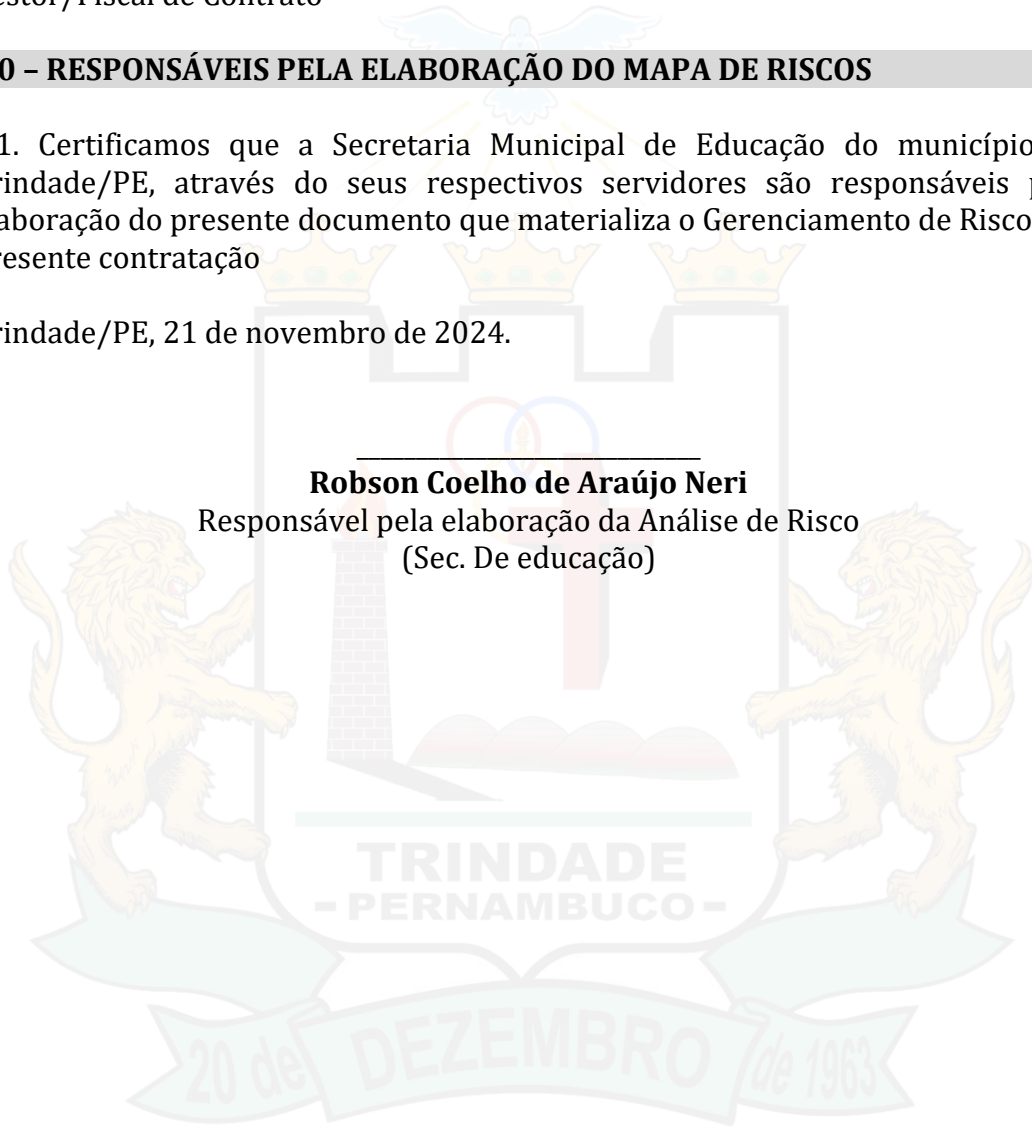 estor/Fiscal de Contrato
0 – RESPONSÁVEIS PELA ELABORAÇÃO DO MAPA DE RISCOS
1. Certificamos que a Secretaria Municipal de Educação do município
rindade/PE, através do seus respectivos servidores são responsáveis p
aboração do presente documento que materializa o Gerenciamento de Risco
resente contratação
rindade/PE, 21 de novembro de 2024.
Robson Coelho de Araújo Neri
Responsável pela elaboração da Análise de Risco
(Sec. De educação)
TRINDADE
- PERNAMBUCO -
20 de DEZEMBRO de 1963